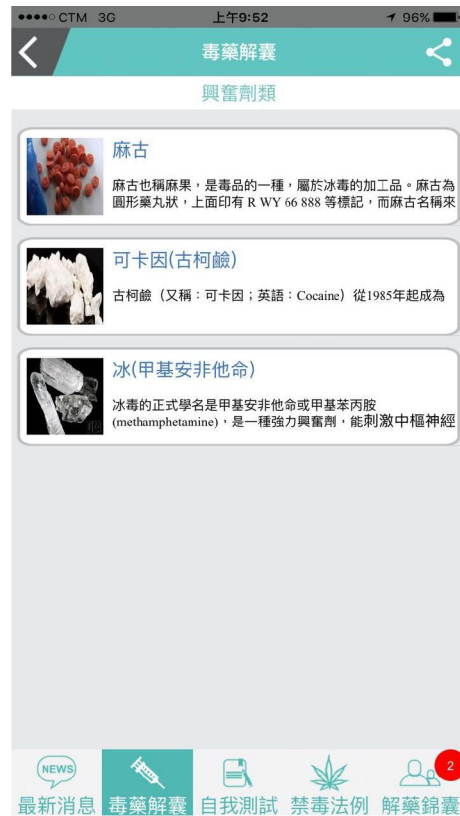 CTM 3G 上午9:52 96%
毒藥解囊
興奮劑類
麻古
麻古也稱麻果，是毒品的一種，屬於冰毒的加工品。麻古為
圓形藥丸狀，上面印有 R WY 66 888 等標記，而麻古名稱來
可卡因(古柯鹼)
古柯鹼（又稱：可卡因；英語：Cocaine）從1985年起成為
冰(甲基安非他命)
冰毒的正式學名是甲基安非他命或甲基苯丙胺
(methamphetamine)，是一種強力興奮劑，能刺激中樞神經
NEWS 2
最新消息 毒藥解囊 自我測試 禁毒法例 解藥錦囊